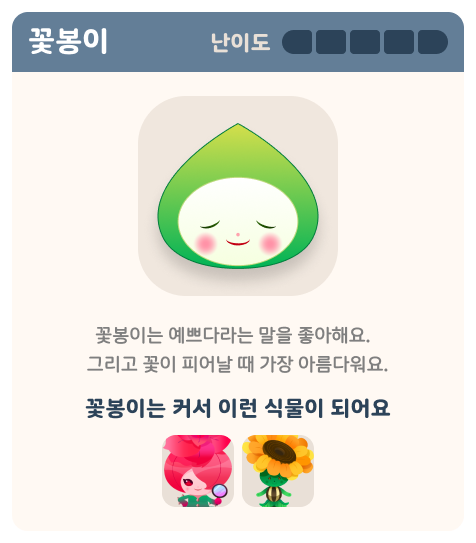 꽃봉이
난이도
꽃봉이는 예쁘다라는 말을 좋아해요.
그리고 꽃이 피어날 때 가장 아름다워요.
꽃봉이는 커서 이런 식물이 되어요